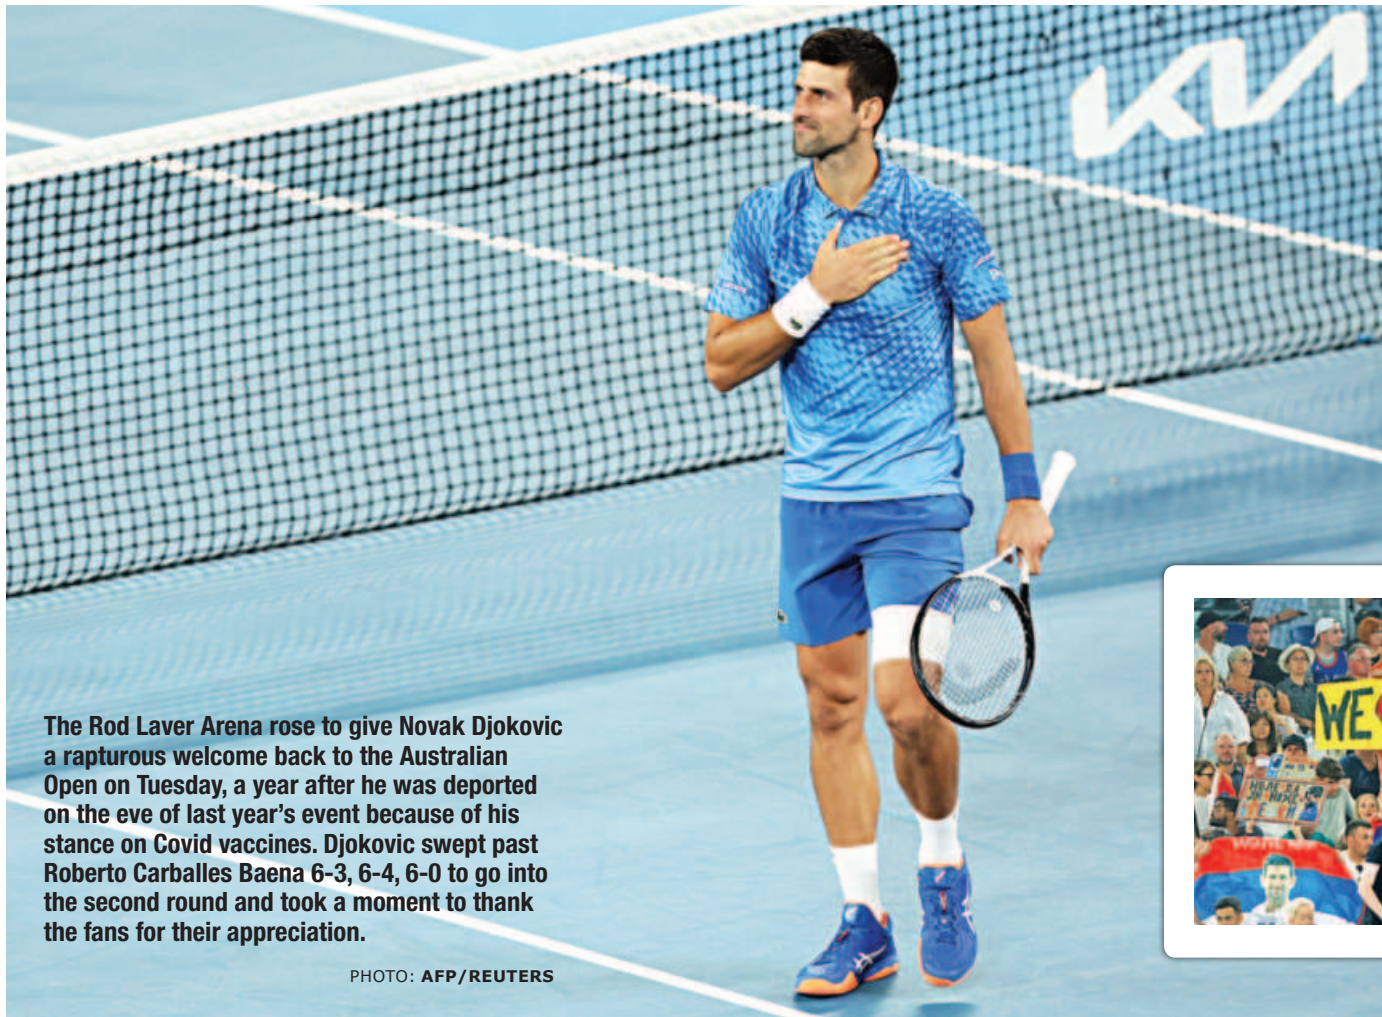 KIA
The Rod Laver Arena rose to give Novak Djokovic
a rapturous welcome back to the Australian
Open on Tuesday, a year after he was deported
on the eve of last year’s event because of his
stance on Covid vaccines. Djokovic swept past
Roberto Carballes Baena 6-3, 6-4, 6-0 to go into
the second round and took a moment to thank
the fans for their appreciation.
PHOTO: AFP/REUTERS
WE